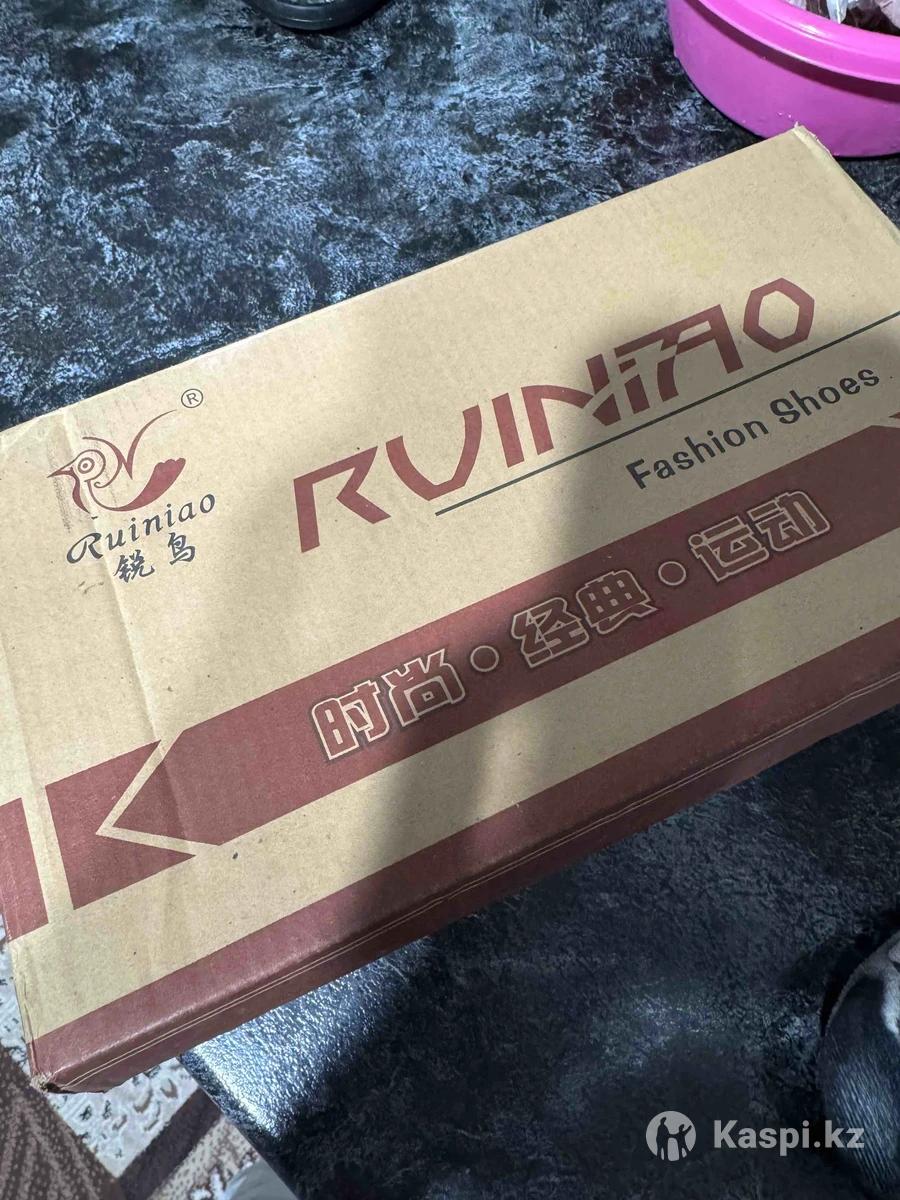 ®
Ruiniao
锐鸟
RUINIAO
Fashion Shoes
时尚·经典·运动
Kaspi.kz